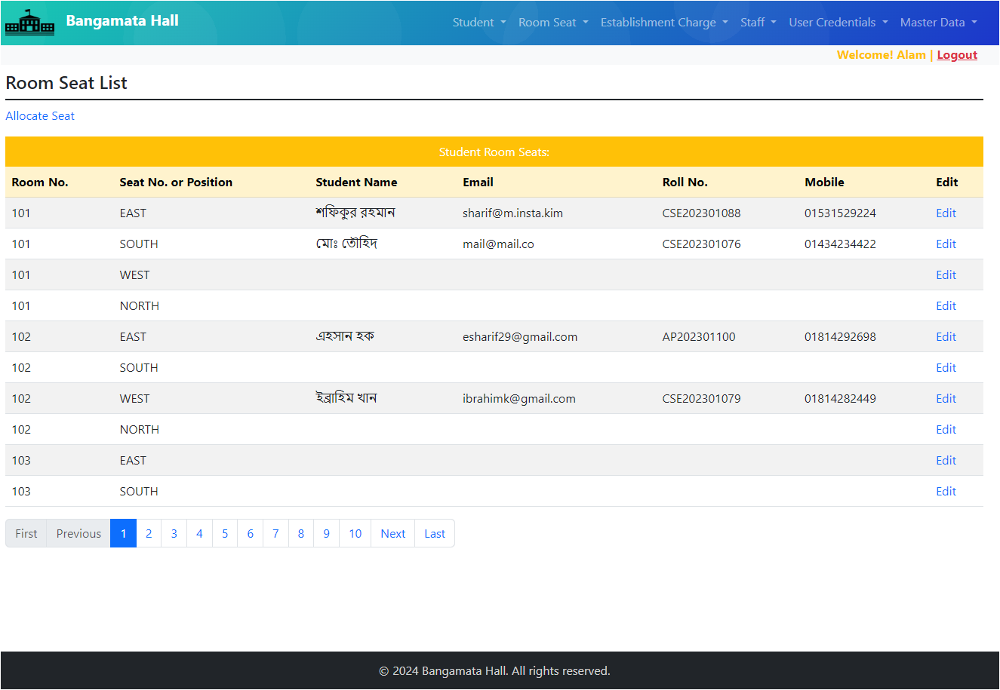 Bangamata Hall
Student Room Seat Establishment Charge Staff User Credentials Master Data
Welcome! Alam | Logout
Room Seat List
Allocate Seat
Student Room Seats:
Room No. Seat No. or Position Student Name Email Roll No. Mobile Edit
101 EAST শফিকুর রহমান sharif@m.insta.kim CSE202301088 01531529224 Edit
101 SOUTH মোঃ তৌহিদ mail@mail.co CSE202301076 01434234422 Edit
101 WEST Edit
101 NORTH Edit
102 EAST এহসান হক esharif29@gmail.com AP202301100 01814292698 Edit
102 SOUTH Edit
102 WEST ইব্রাহিম খান ibrahimk@gmail.com CSE202301079 01814282449 Edit
102 NORTH Edit
103 EAST Edit
103 SOUTH Edit
First Previous 1 2 3 4 5 6 7 8 9 10 Next Last
© 2024 Bangamata Hall. All rights reserved.